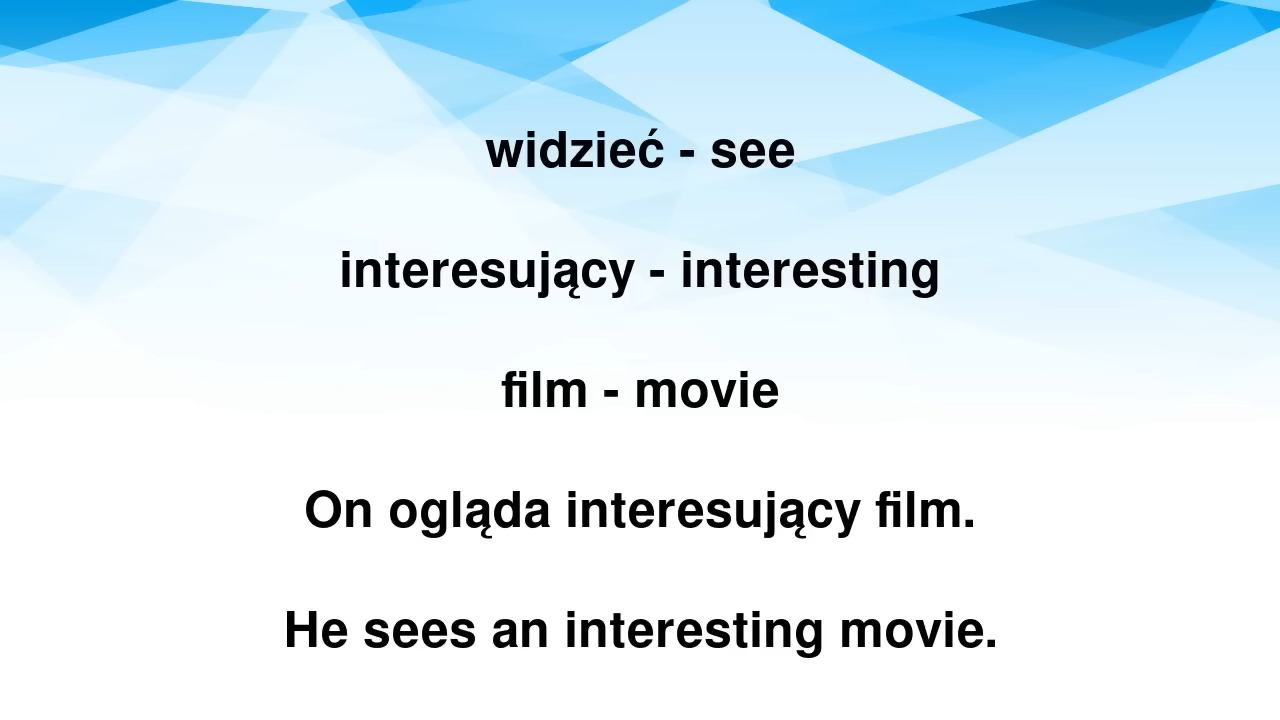 widzieć - see
interesujący - interesting
film - movie
On ogląda interesujący film.
He sees an interesting movie.